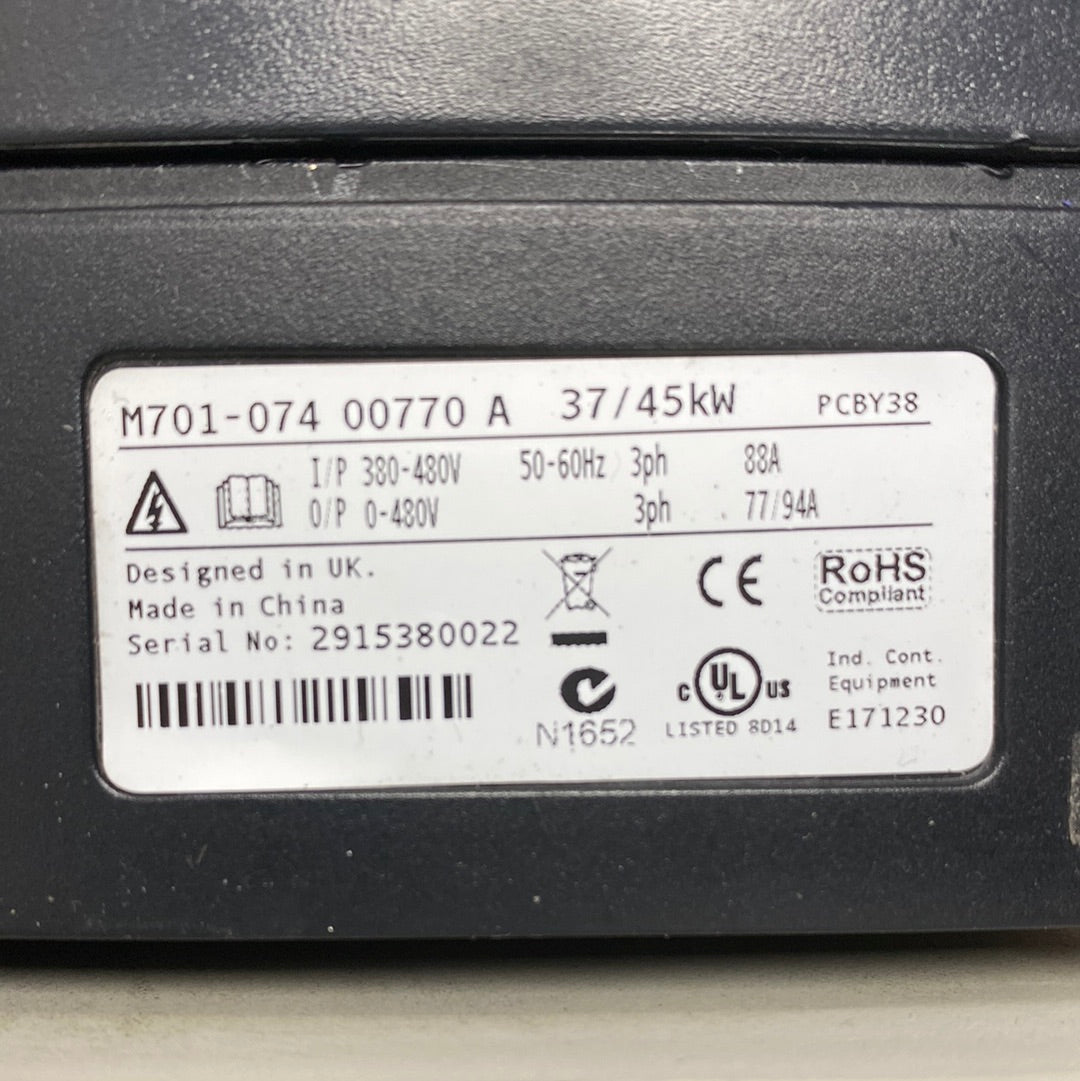 M701-074 00770 A 37/45kW PCBY38
I/P 380-480V 50-60Hz 3ph 88A
O/P 0-480V 3ph 77/94A
Designed in UK.
Made in China
Serial No: 2915380022
CE
RoHS
Compliant
N1652
C UL US
LISTED 8D14
Ind. Cont.
Equipment
E171230